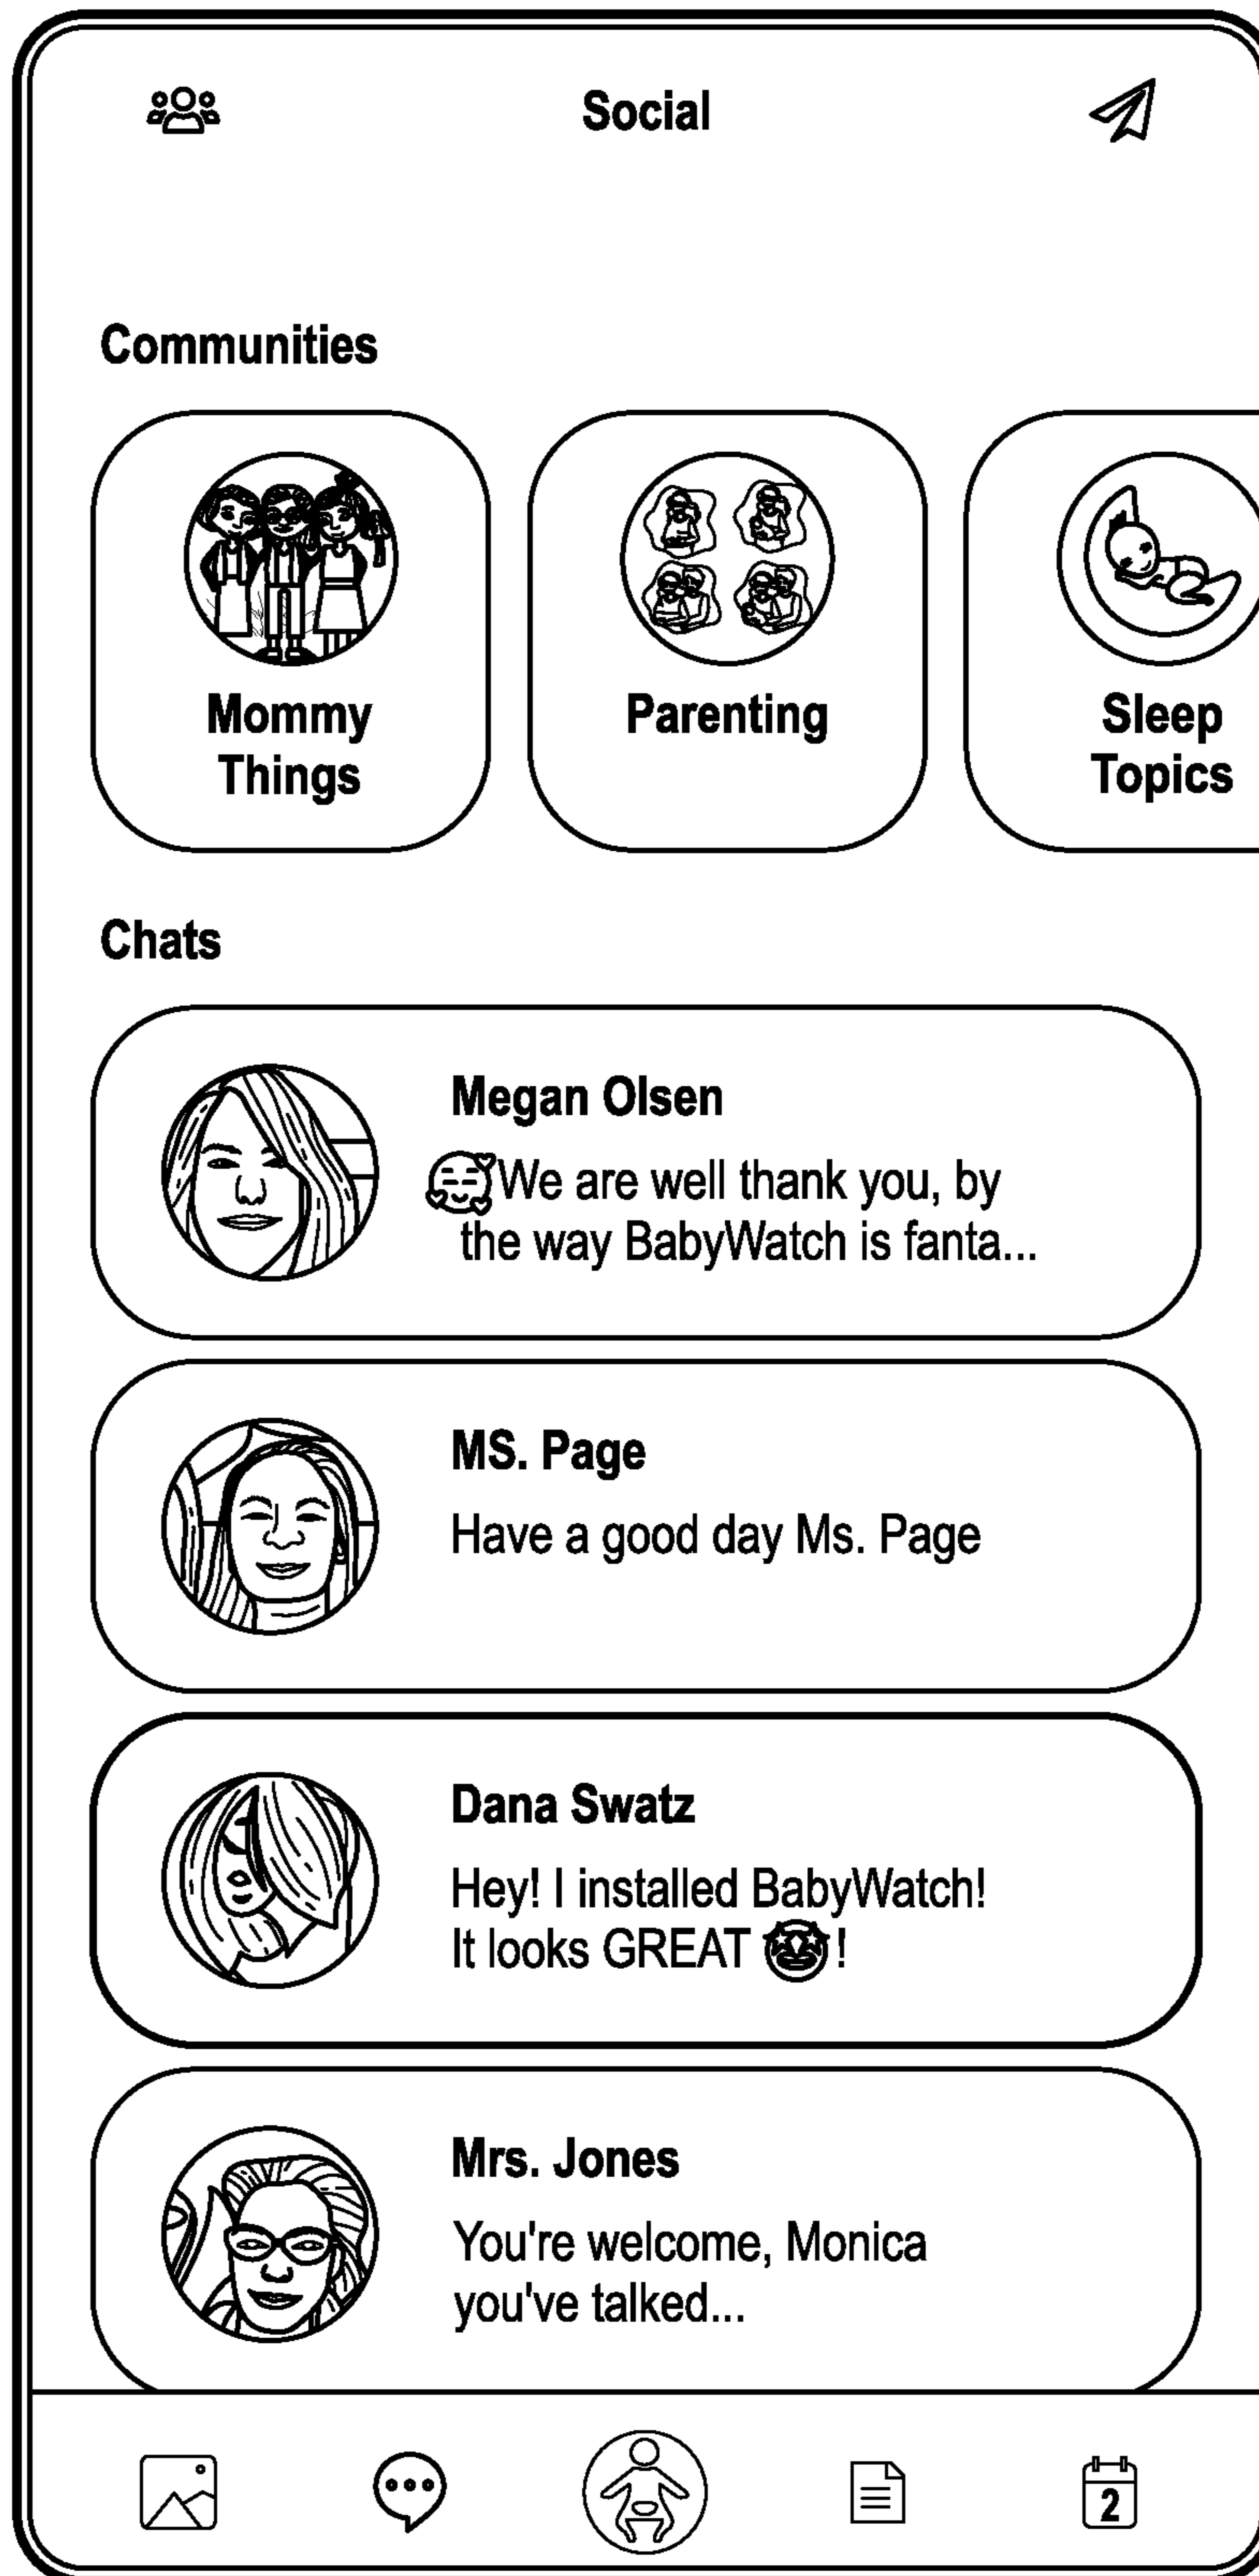 Social
Communities
Mommy
Things
Parenting
Sleep
Topics
Chats
Megan Olsen
🥰We are well thank you, by
the way BabyWatch is fanta...
MS. Page
Have a good day Ms. Page
Dana Swatz
Hey! I installed BabyWatch!
It looks GREAT 🤩!
Mrs. Jones
You're welcome, Monica
you've talked...
2